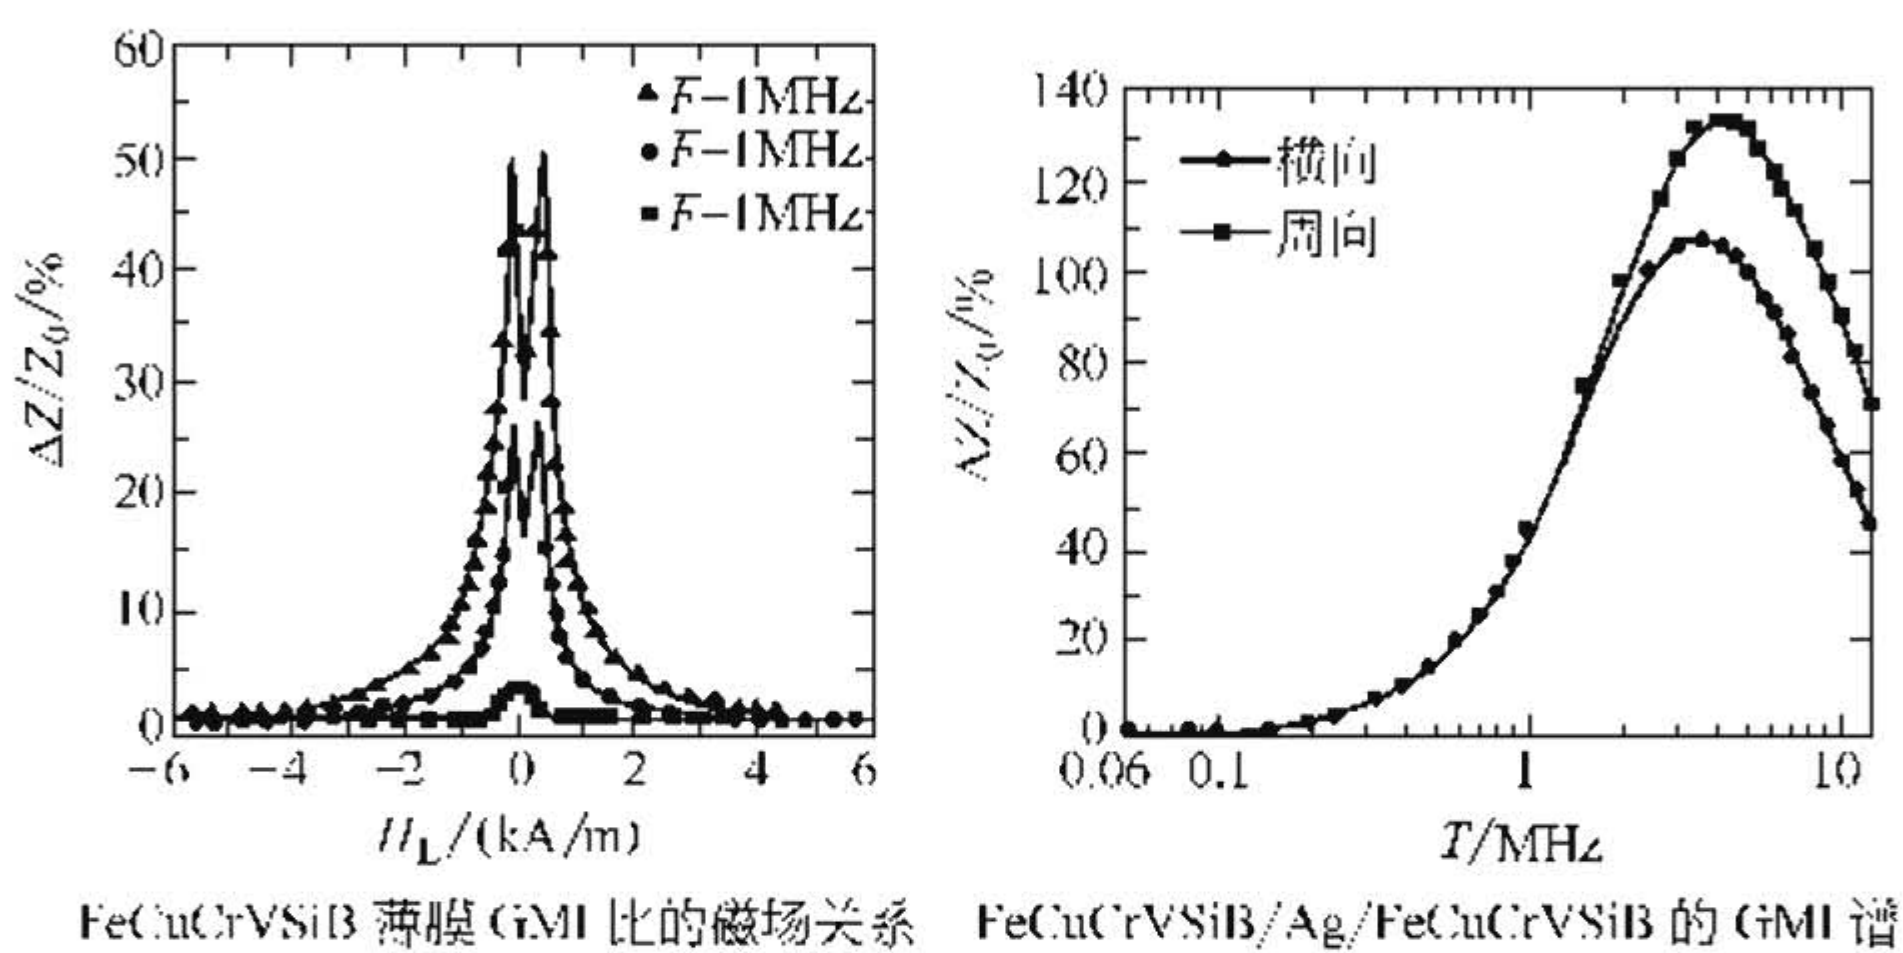 60
50
40
30
20
10
0
ΔZ//Z₀/%
▲ F-1MHz
● F-1MHz
■ F-1MHz
-6 -4 -2 0 2 4 6
H_L/(kA/m)
FeCuCrVSiB 薄膜 GMI 比的磁场关系
140
120
100
80
60
40
20
0
ΔZ//Z₀/%
横向
周向
0.06 0.1 1 10
T/MHz
FeCuCrVSiB/Ag/FeCuCrVSiB 的 GMI 谱